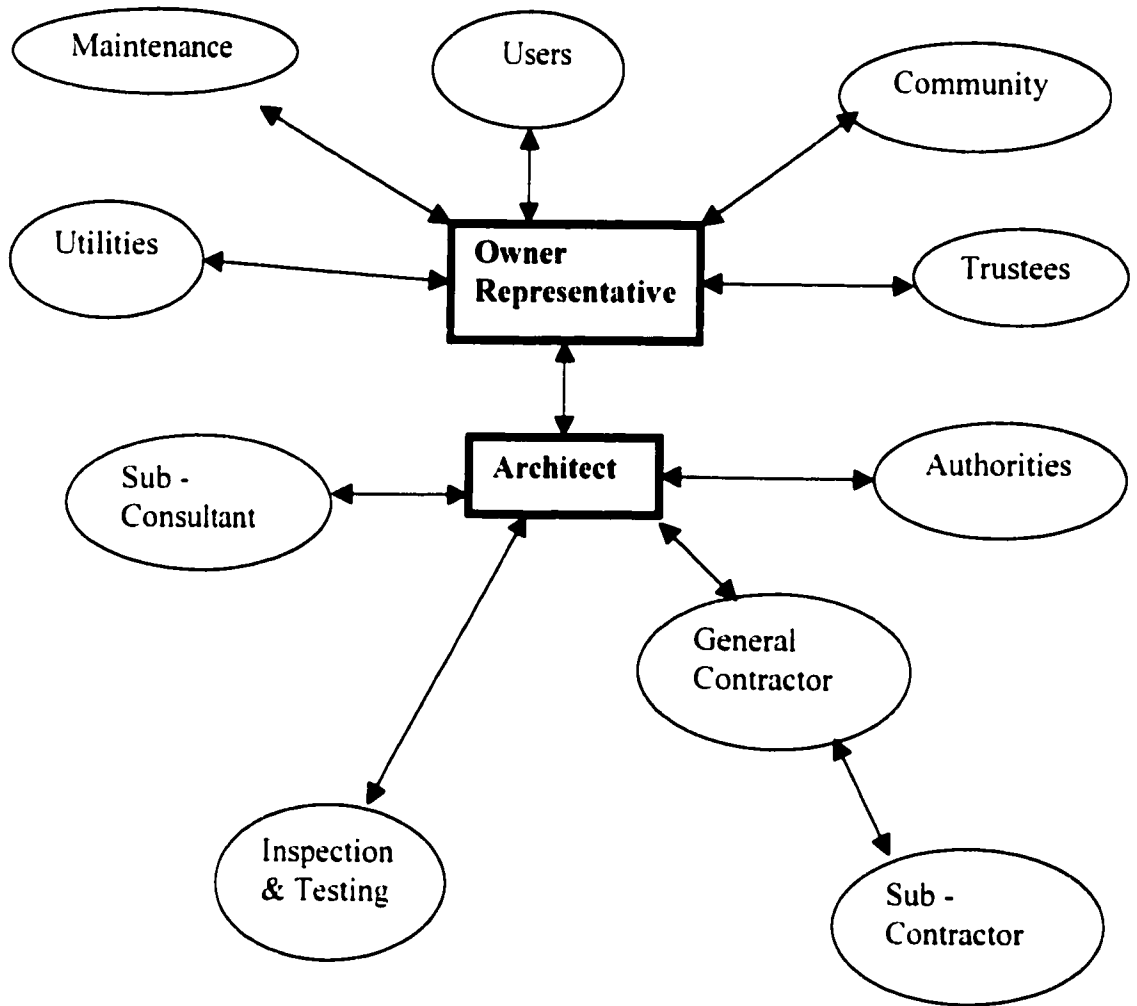 Maintenance
Users
Community
Utilities
Owner
Representative
Trustees
Architect
Authorities
Sub -
Consultant
General
Contractor
Inspection
& Testing
Sub -
Contractor